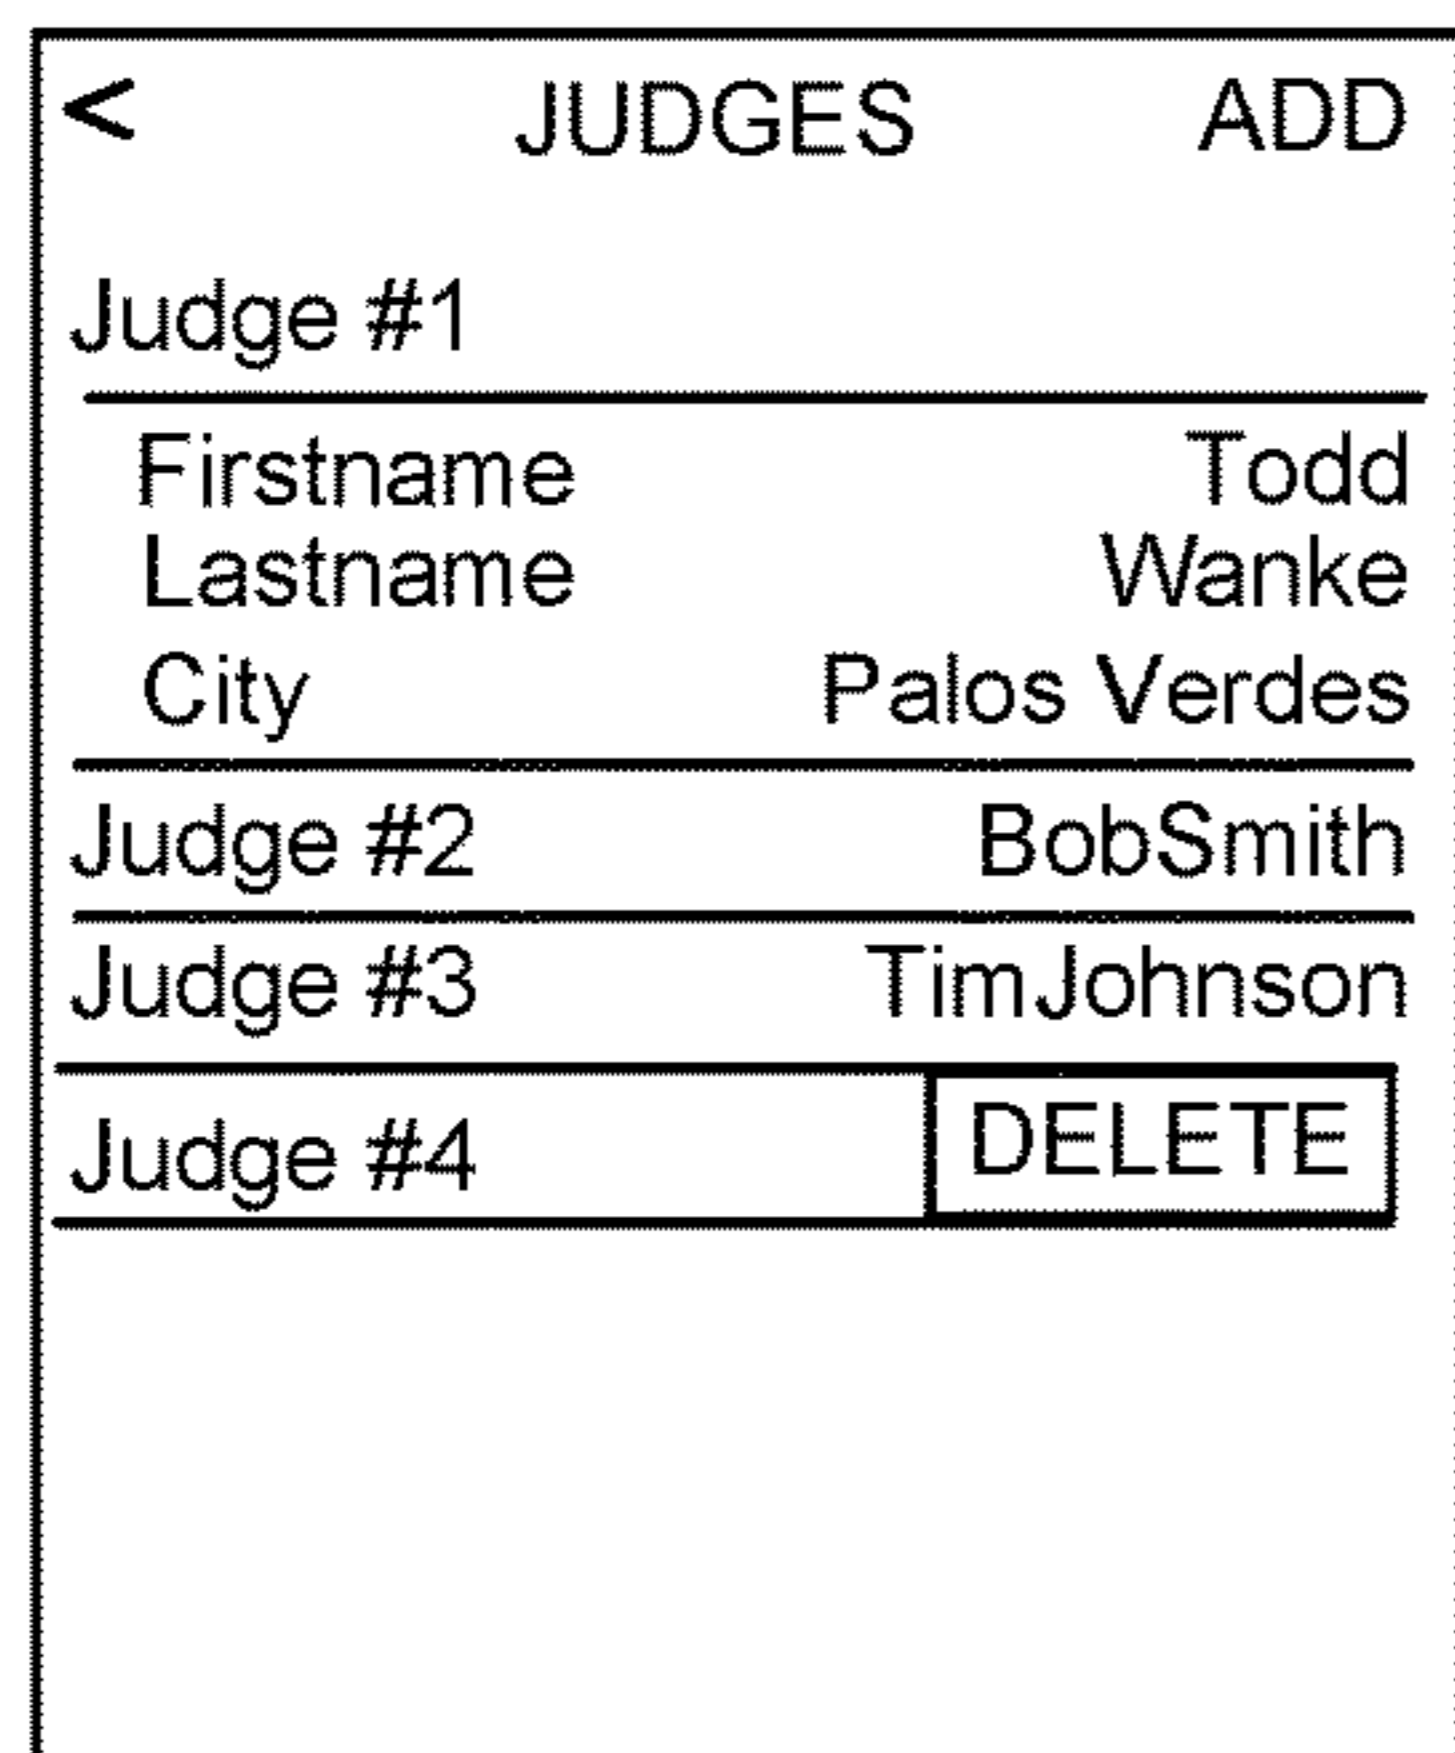 < JUDGES ADD
Judge #1
Firstname Todd
Lastname Wanke
City Palos Verdes
Judge #2 BobSmith
Judge #3 TimJohnson
Judge #4 DELETE